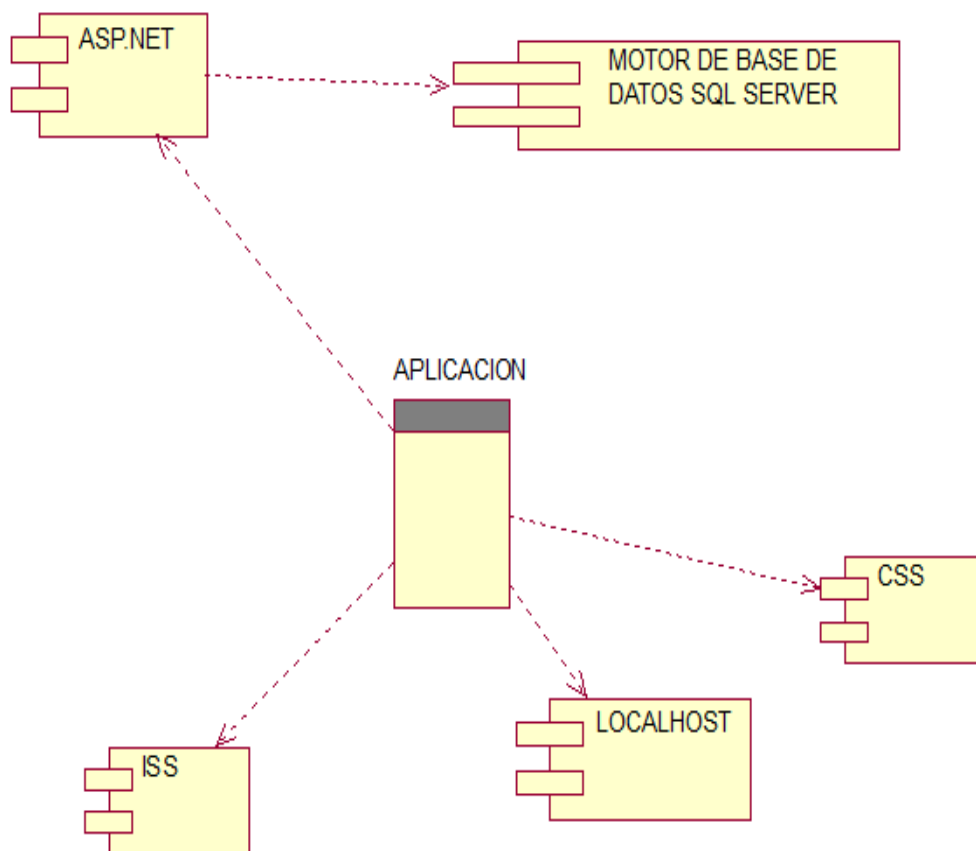 ASP.NET
MOTOR DE BASE DE
DATOS SQL SERVER
APLICACION
CSS
LOCALHOST
ISS